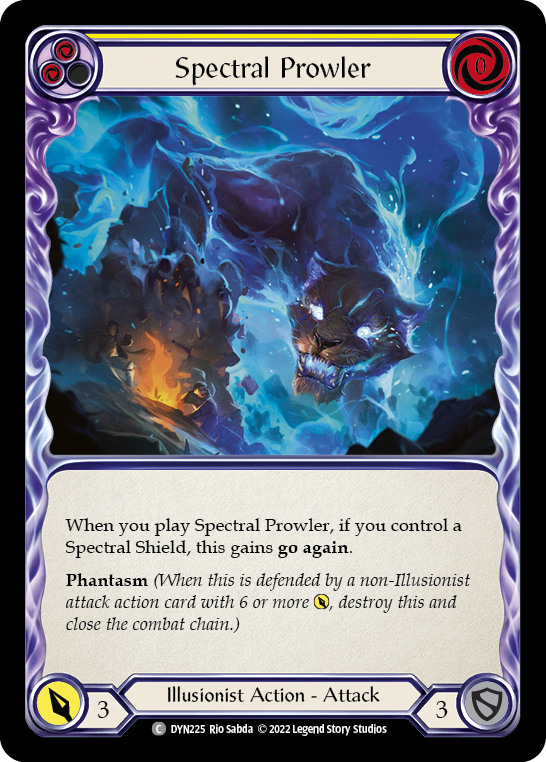 Spectral Prowler
0
When you play Spectral Prowler, if you control a
Spectral Shield, this gains go again.
Phantasm (When this is defended by a non-Illusionist
attack action card with 6 or more , destroy this and
close the combat chain.)
3
Illusionist Action - Attack
3
C DYN225 Rio Sabda © 2022 Legend Story Studios